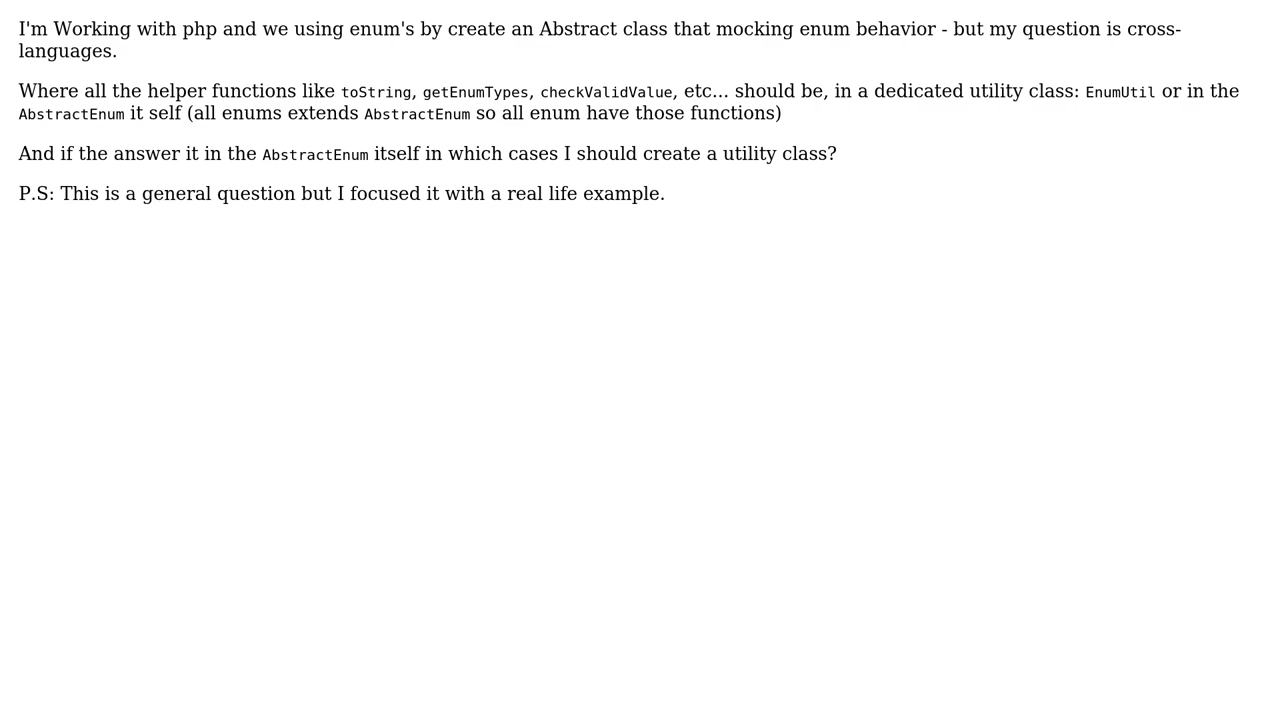 I'm Working with php and we using enum's by create an Abstract class that mocking enum behavior - but my question is cross-
languages.
Where all the helper functions like toString, getEnumTypes, checkValidValue, etc... should be, in a dedicated utility class: EnumUtil or in the
AbstractEnum it self (all enums extends AbstractEnum so all enum have those functions)
And if the answer it in the AbstractEnum itself in which cases I should create a utility class?
P.S: This is a general question but I focused it with a real life example.